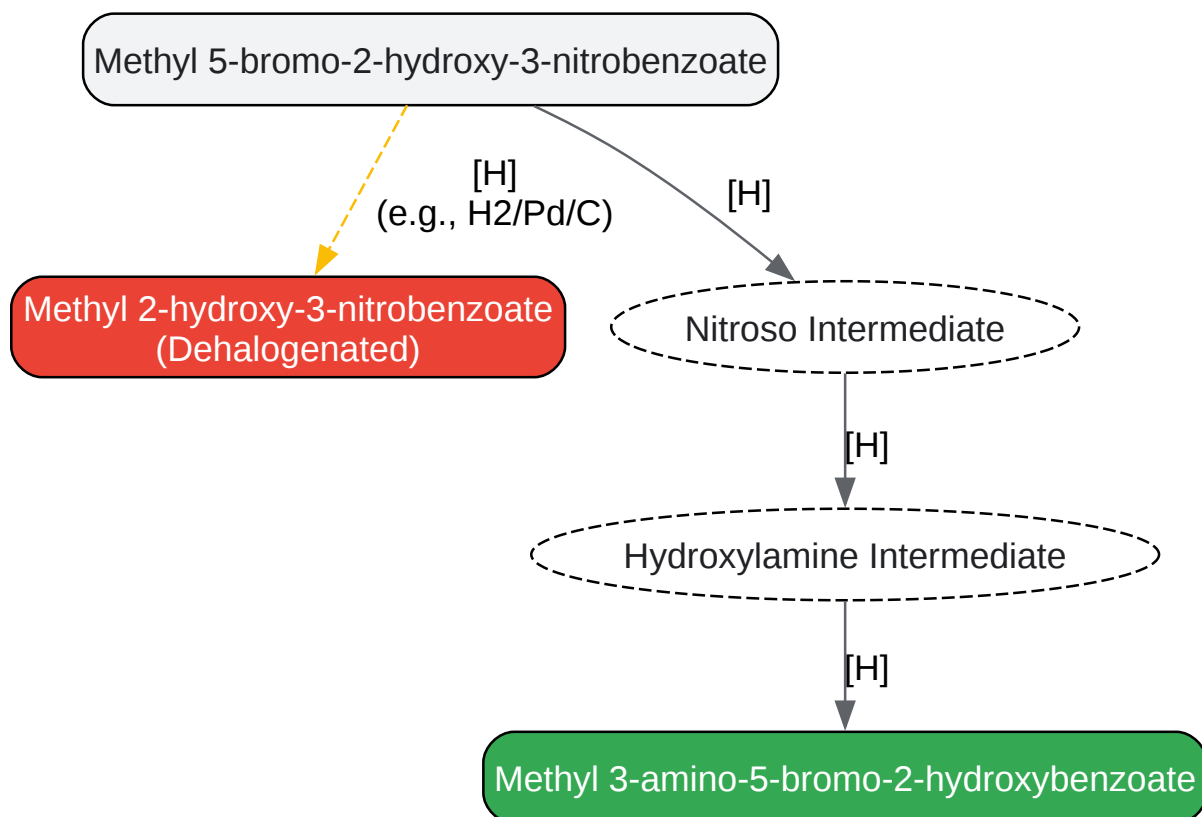 Methyl 5-bromo-2-hydroxy-3-nitrobenzoate
[H]
(e.g., H2/Pd/C)
[H]
Methyl 2-hydroxy-3-nitrobenzoate
(Dehalogenated)
Nitroso Intermediate
[H]
Hydroxylamine Intermediate
[H]
Methyl 3-amino-5-bromo-2-hydroxybenzoate